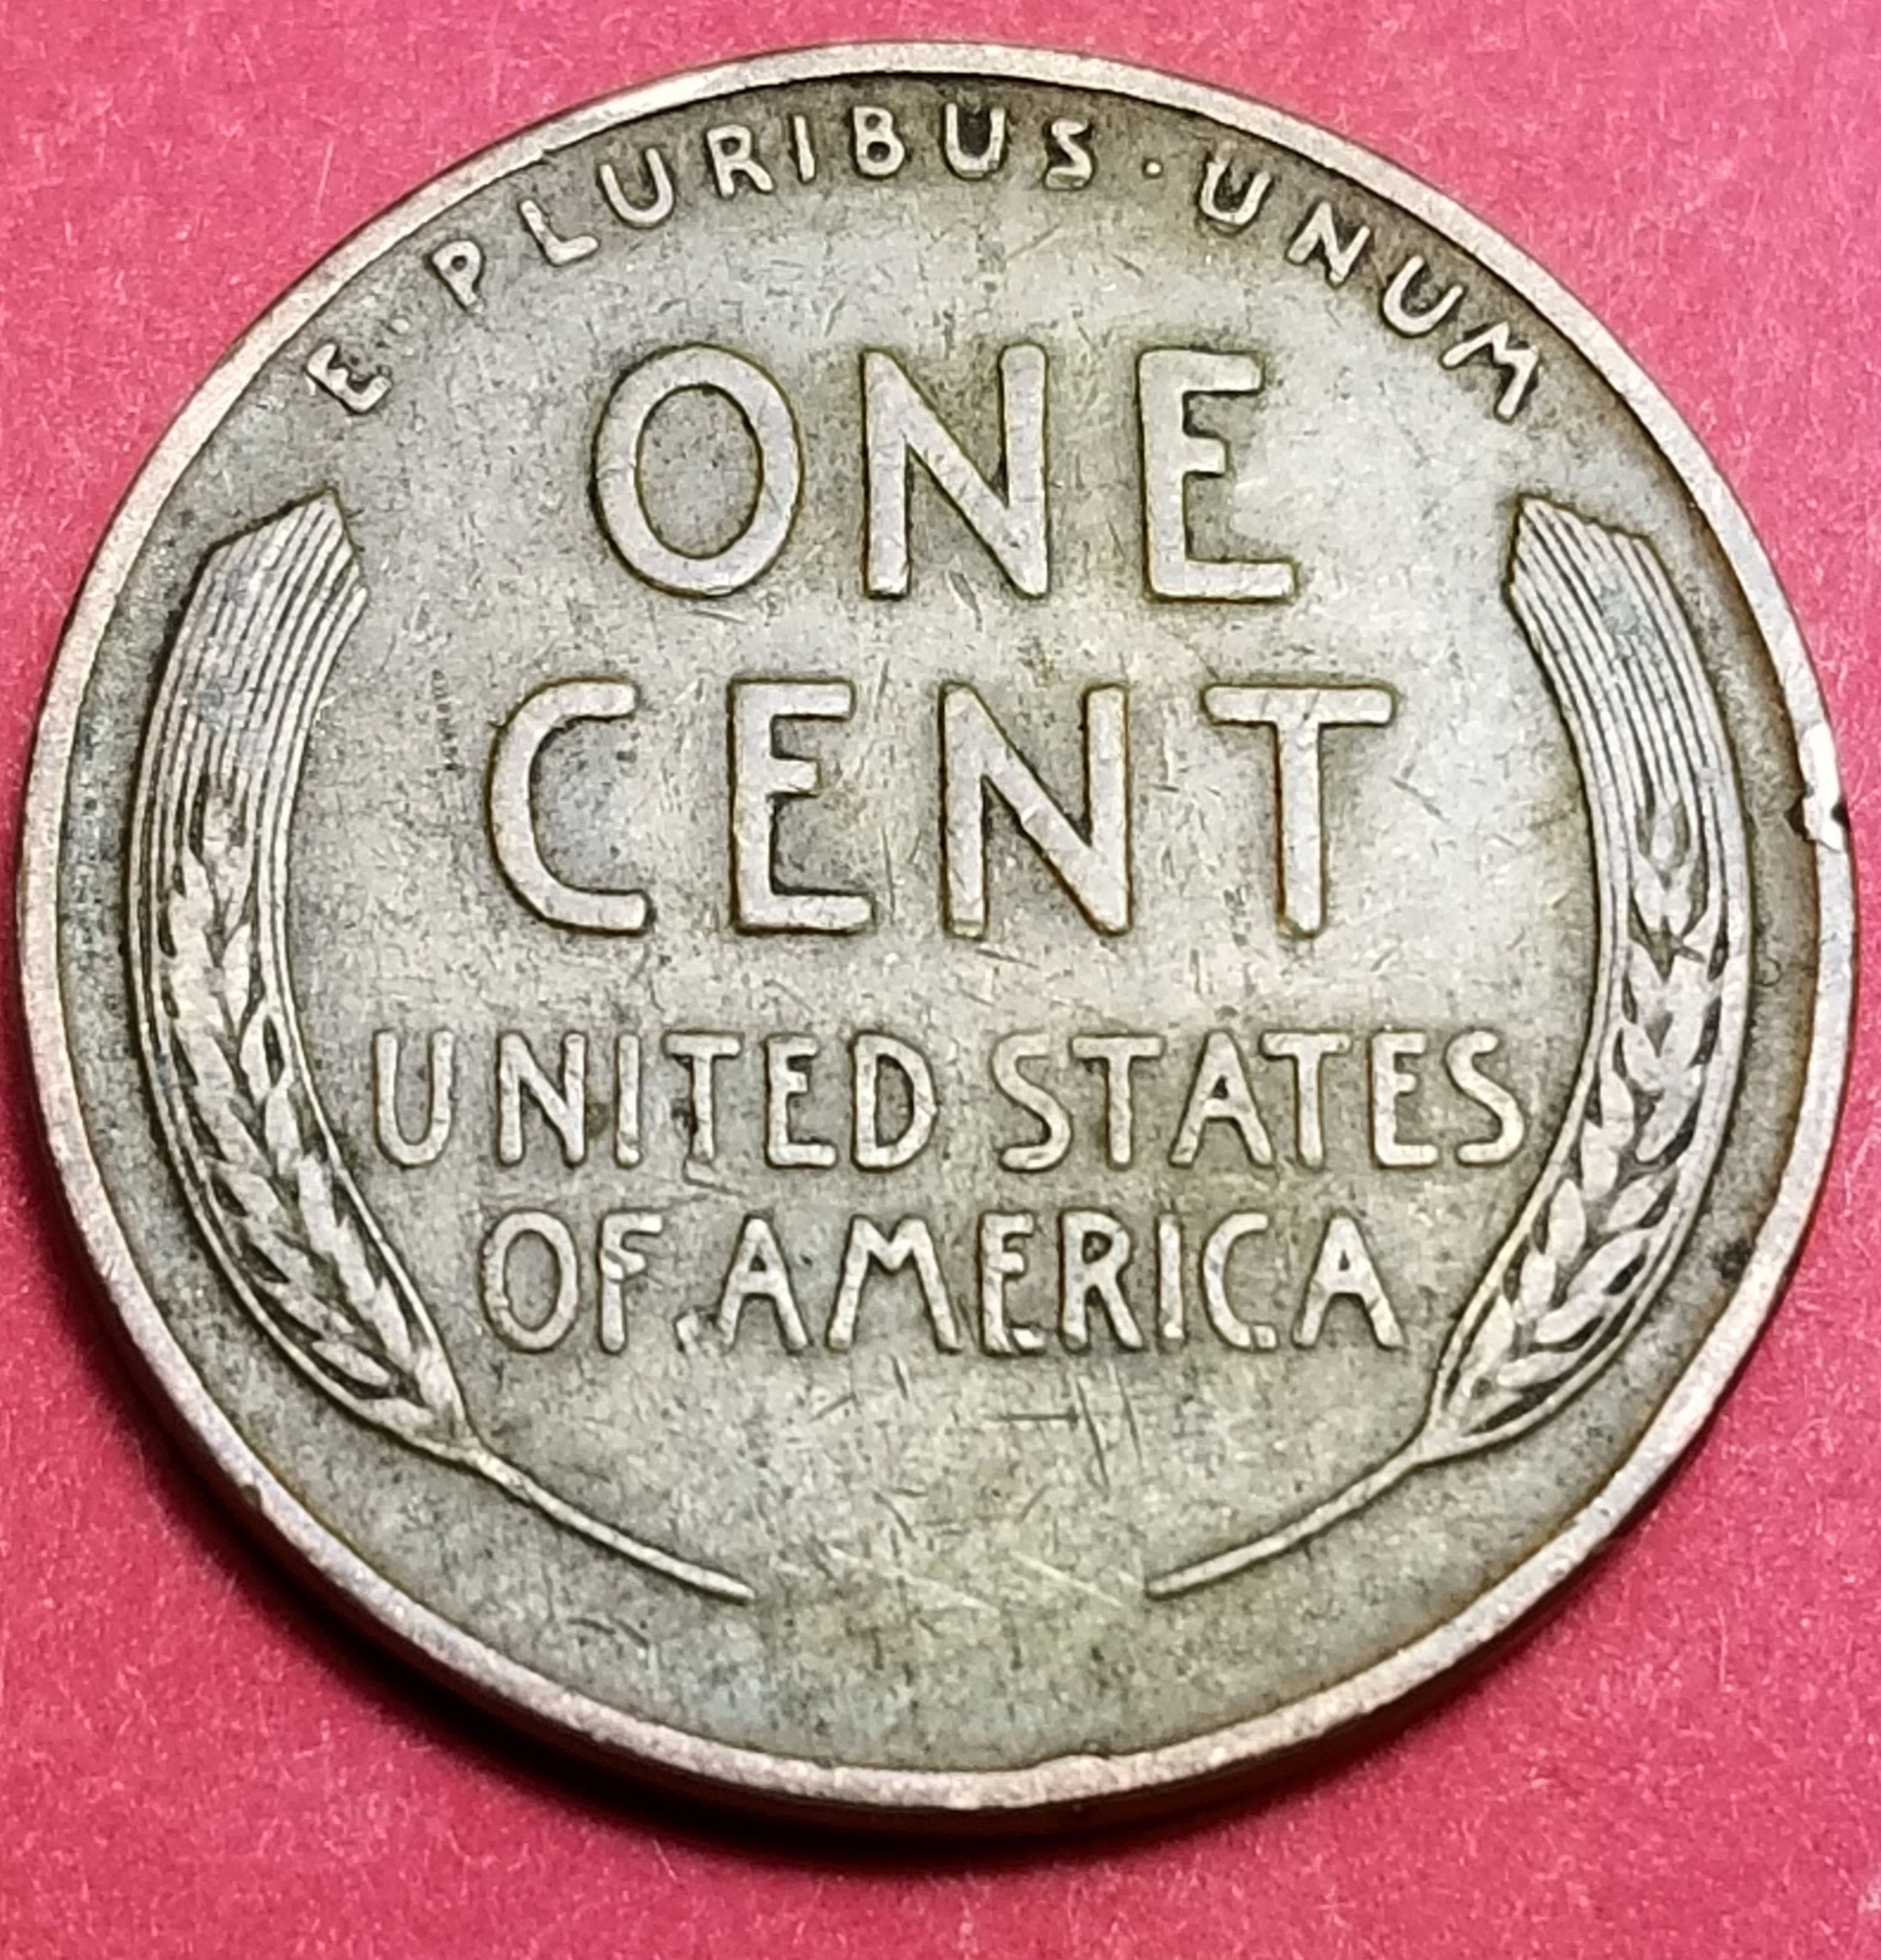 E · PLURIBUS · UNUM
ONE
CENT
UNITED STATES
OF AMERICA